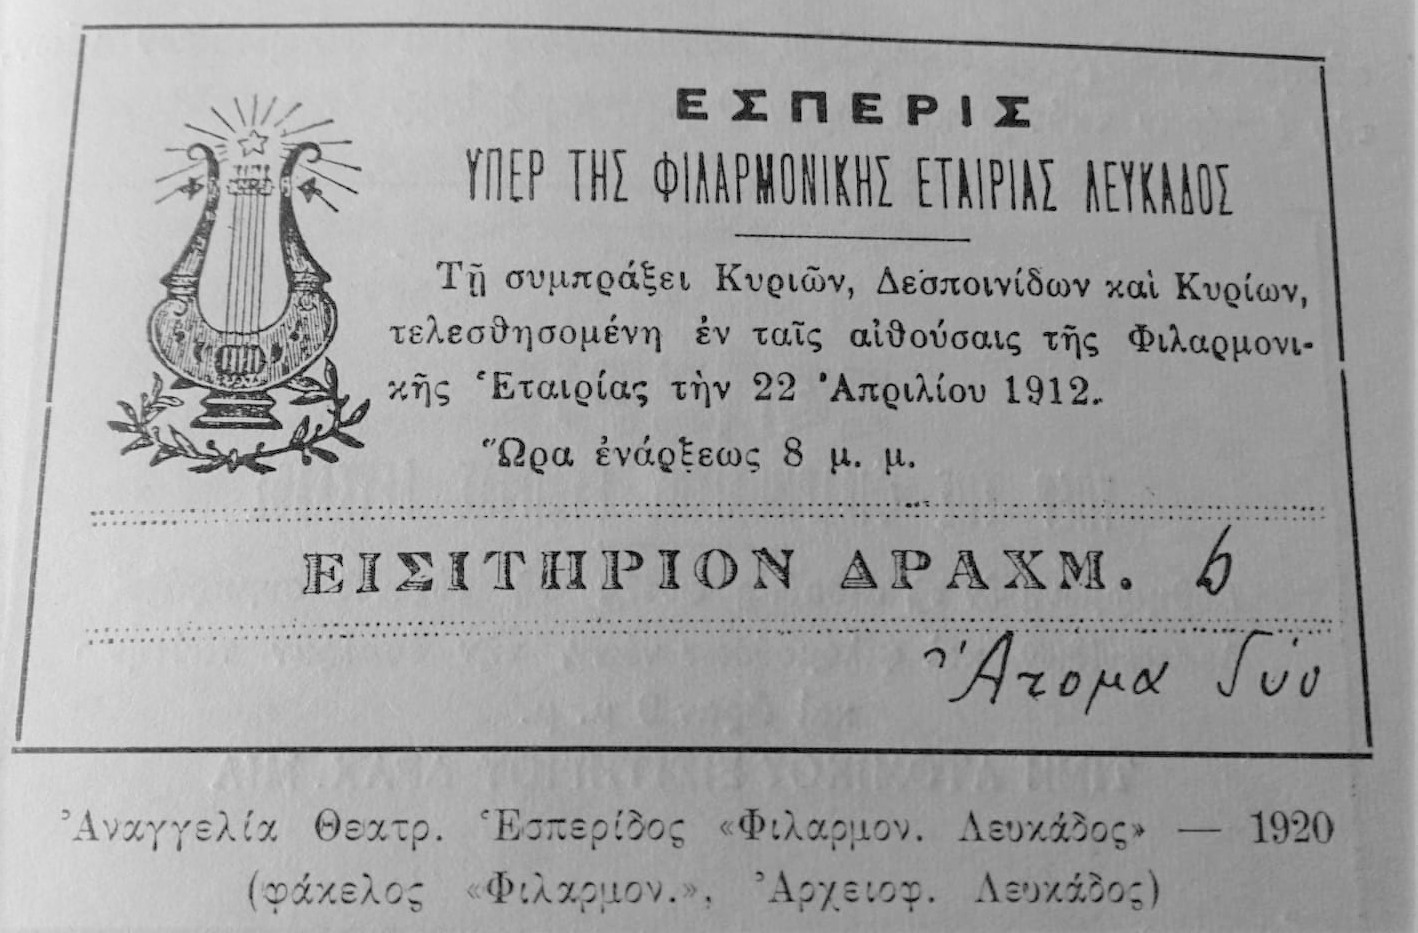 ΕΣΠΕΡΙΣ
ΥΠΕΡ ΤΗΣ ΦΙΛΑΡΜΟΝΙΚΗΣ ΕΤΑΙΡΙΑΣ ΛΕΥΚΑΔΟΣ
Τῇ συμπράξει Κυριῶν, Δεσποινίδων καὶ Κυρίων,
τελεσθησομένη ἐν ταῖς αἰθούσαις τῆς Φιλαρμονι-
κῆς Ἑταιρίας τὴν 22 Ἀπριλίου 1912.
Ὥρα ἐνάρξεως 8 μ. μ.
ΕΙΣΙΤΗΡΙΟΝ ΔΡΑΧΜ. 6
Ἄτομα δύο
Ἀναγγελία Θεατρ. Ἑσπερίδος «Φιλαρμον. Λευκάδος» — 1920
(φάκελος «Φιλαρμον.», Ἀρχειοφ. Λευκάδος)